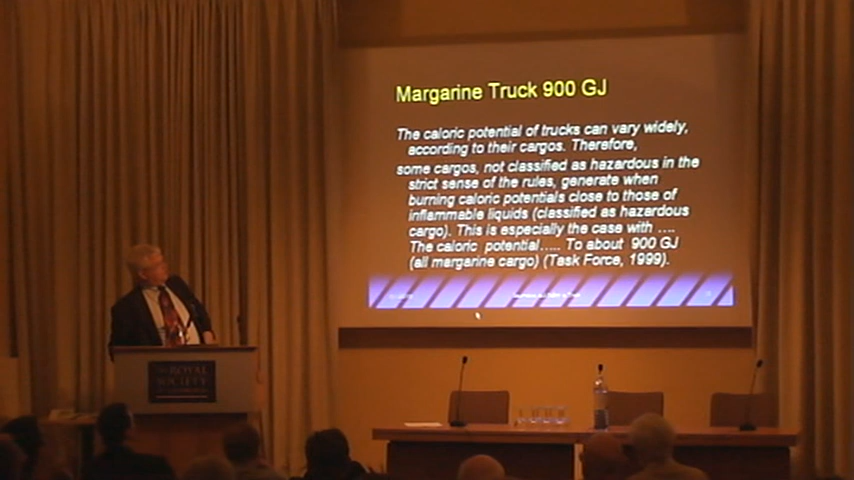 Margarine Truck 900 GJ
The caloric potential of trucks can vary widely,
according to their cargos. Therefore,
some cargos, not classified as hazardous in the
strict sense of the rules, generate when
burning caloric potentials close to those of
inflammable liquids (classified as hazardous
cargo). This is especially the case with ….
The caloric potential….. To about 900 GJ
(all margarine cargo) (Task Force, 1999).
ROYAL
SOCIETY